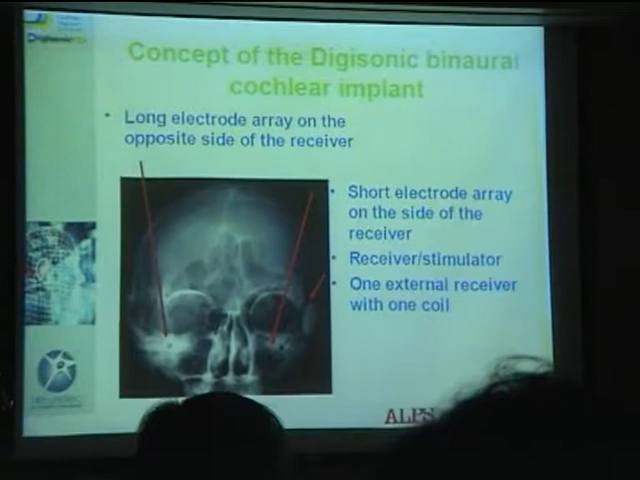 Digisonic
Concept of the Digisonic binaural
cochlear implant
• Long electrode array on the
opposite side of the receiver
• Short electrode array
on the side of the
receiver
• Receiver/stimulator
• One external receiver
with one coil
ALPS